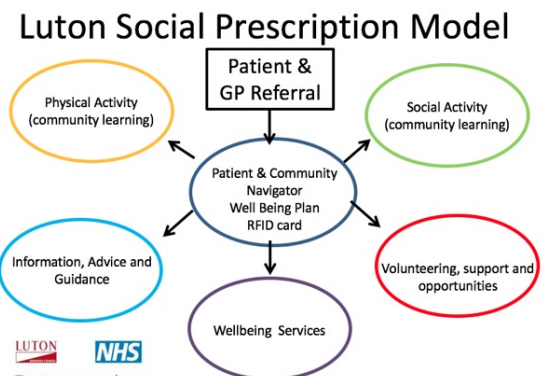 Luton Social Prescription Model
Patient &
GP Referral
Physical Activity
(community learning)
Social Activity
(community learning)
Patient & Community
Navigator
Well Being Plan
RFID card
Information, Advice and
Guidance
Volunteering, support and
opportunities
Wellbeing Services
LUTON
NHS